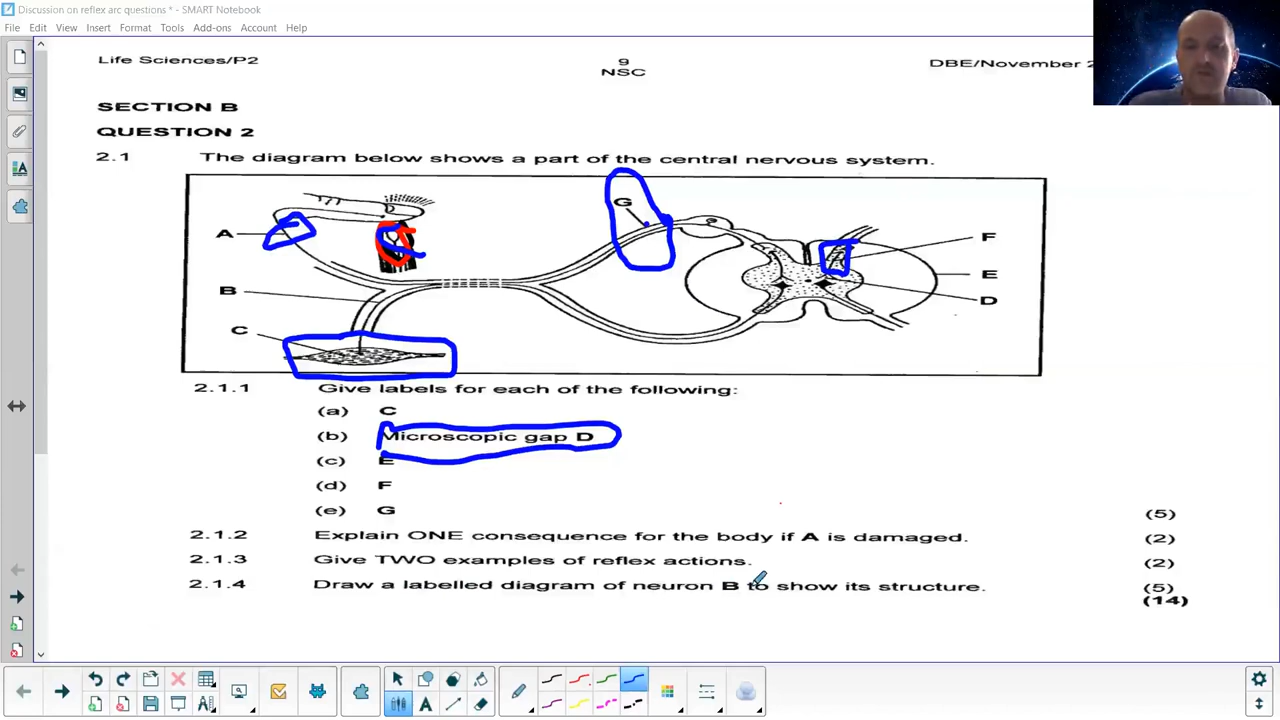 Discussion on reflex arc questions * - SMART Notebook
File Edit View Insert Format Tools Add-ons Account Help
Life Sciences/P2 9 DBE/November 2
NSC
SECTION B
QUESTION 2
2.1 The diagram below shows a part of the central nervous system.
G
A
F
E
B
D
C
2.1.1 Give labels for each of the following:
(a) C
(b) Microscopic gap D
(c) E
(d) F
(e) G (5)
2.1.2 Explain ONE consequence for the body if A is damaged. (2)
2.1.3 Give TWO examples of reflex actions. (2)
2.1.4 Draw a labelled diagram of neuron B to show its structure. (5)
(14)